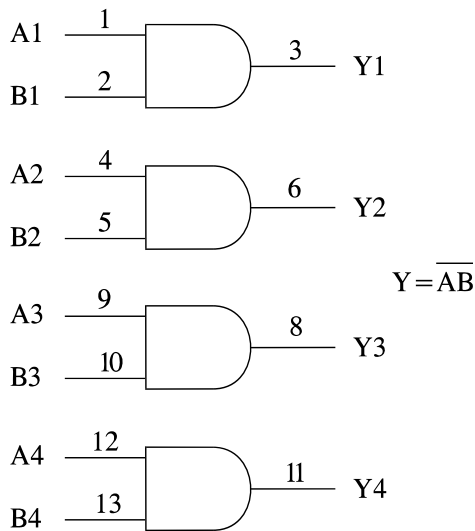 A1 1
3 Y1
B1 2
A2 4
6 Y2
B2 5
Y = A̅B̅
A3 9
8 Y3
B3 10
A4 12
11 Y4
B4 13